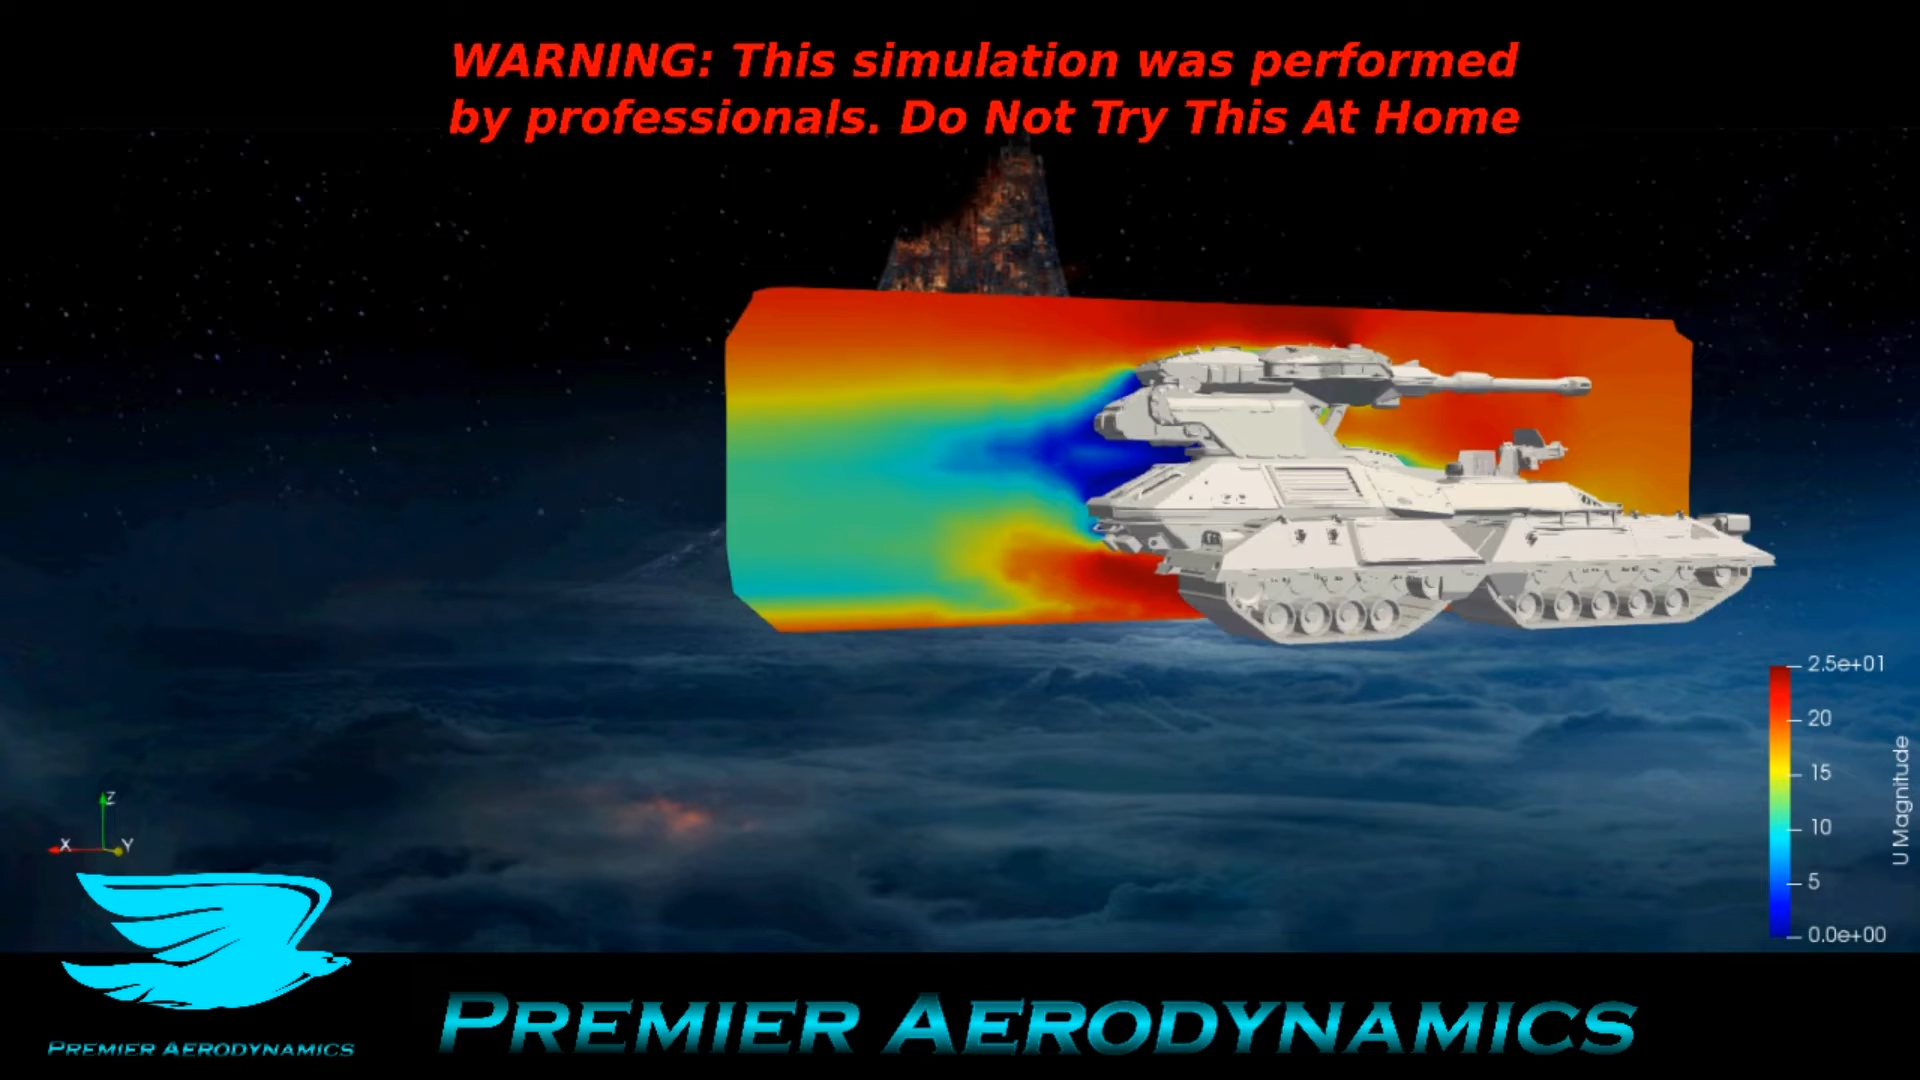 WARNING: This simulation was performed
by professionals. Do Not Try This At Home
2.5e+01
20
15
10
5
0.0e+00
U Magnitude
Z
X
Y
PREMIER AERODYNAMICS
PREMIER AERODYNAMICS